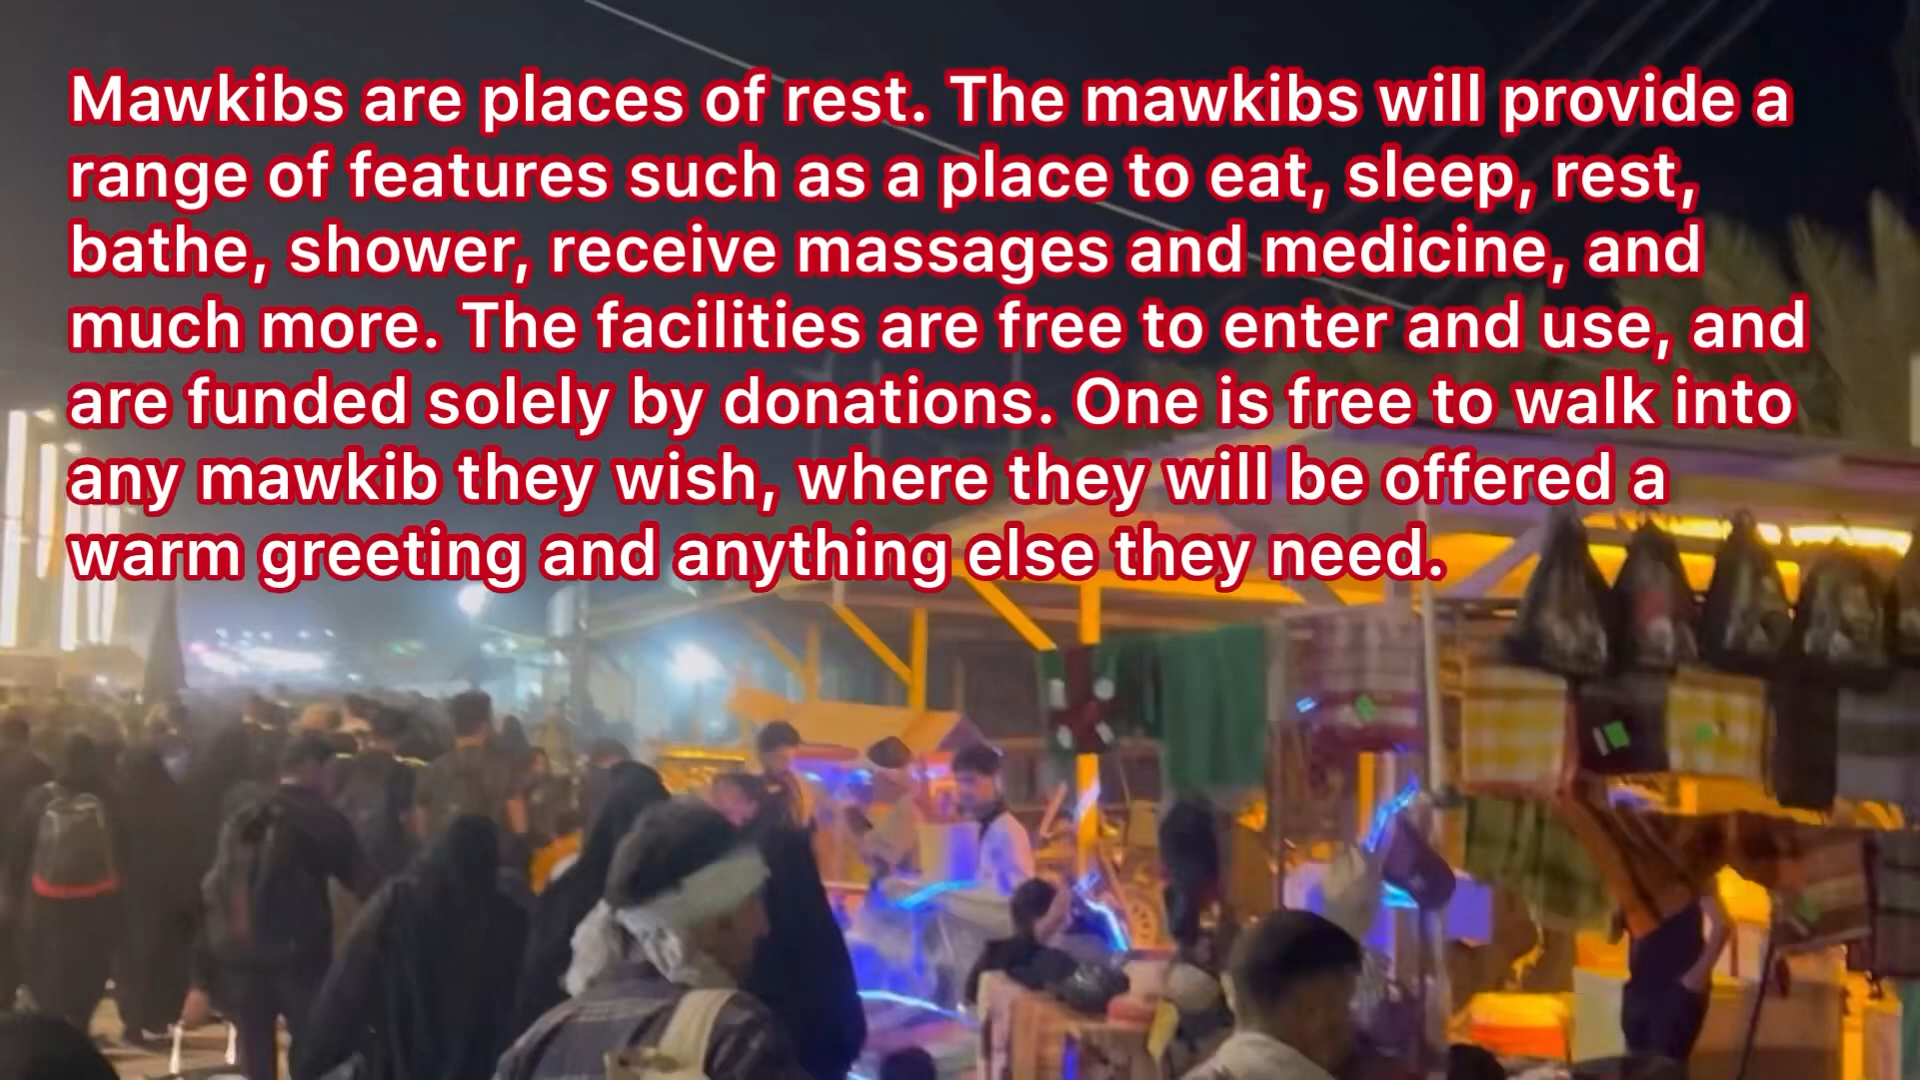 Mawkibs are places of rest. The mawkibs will provide a
range of features such as a place to eat, sleep, rest,
bathe, shower, receive massages and medicine, and
much more. The facilities are free to enter and use, and
are funded solely by donations. One is free to walk into
any mawkib they wish, where they will be offered a
warm greeting and anything else they need.